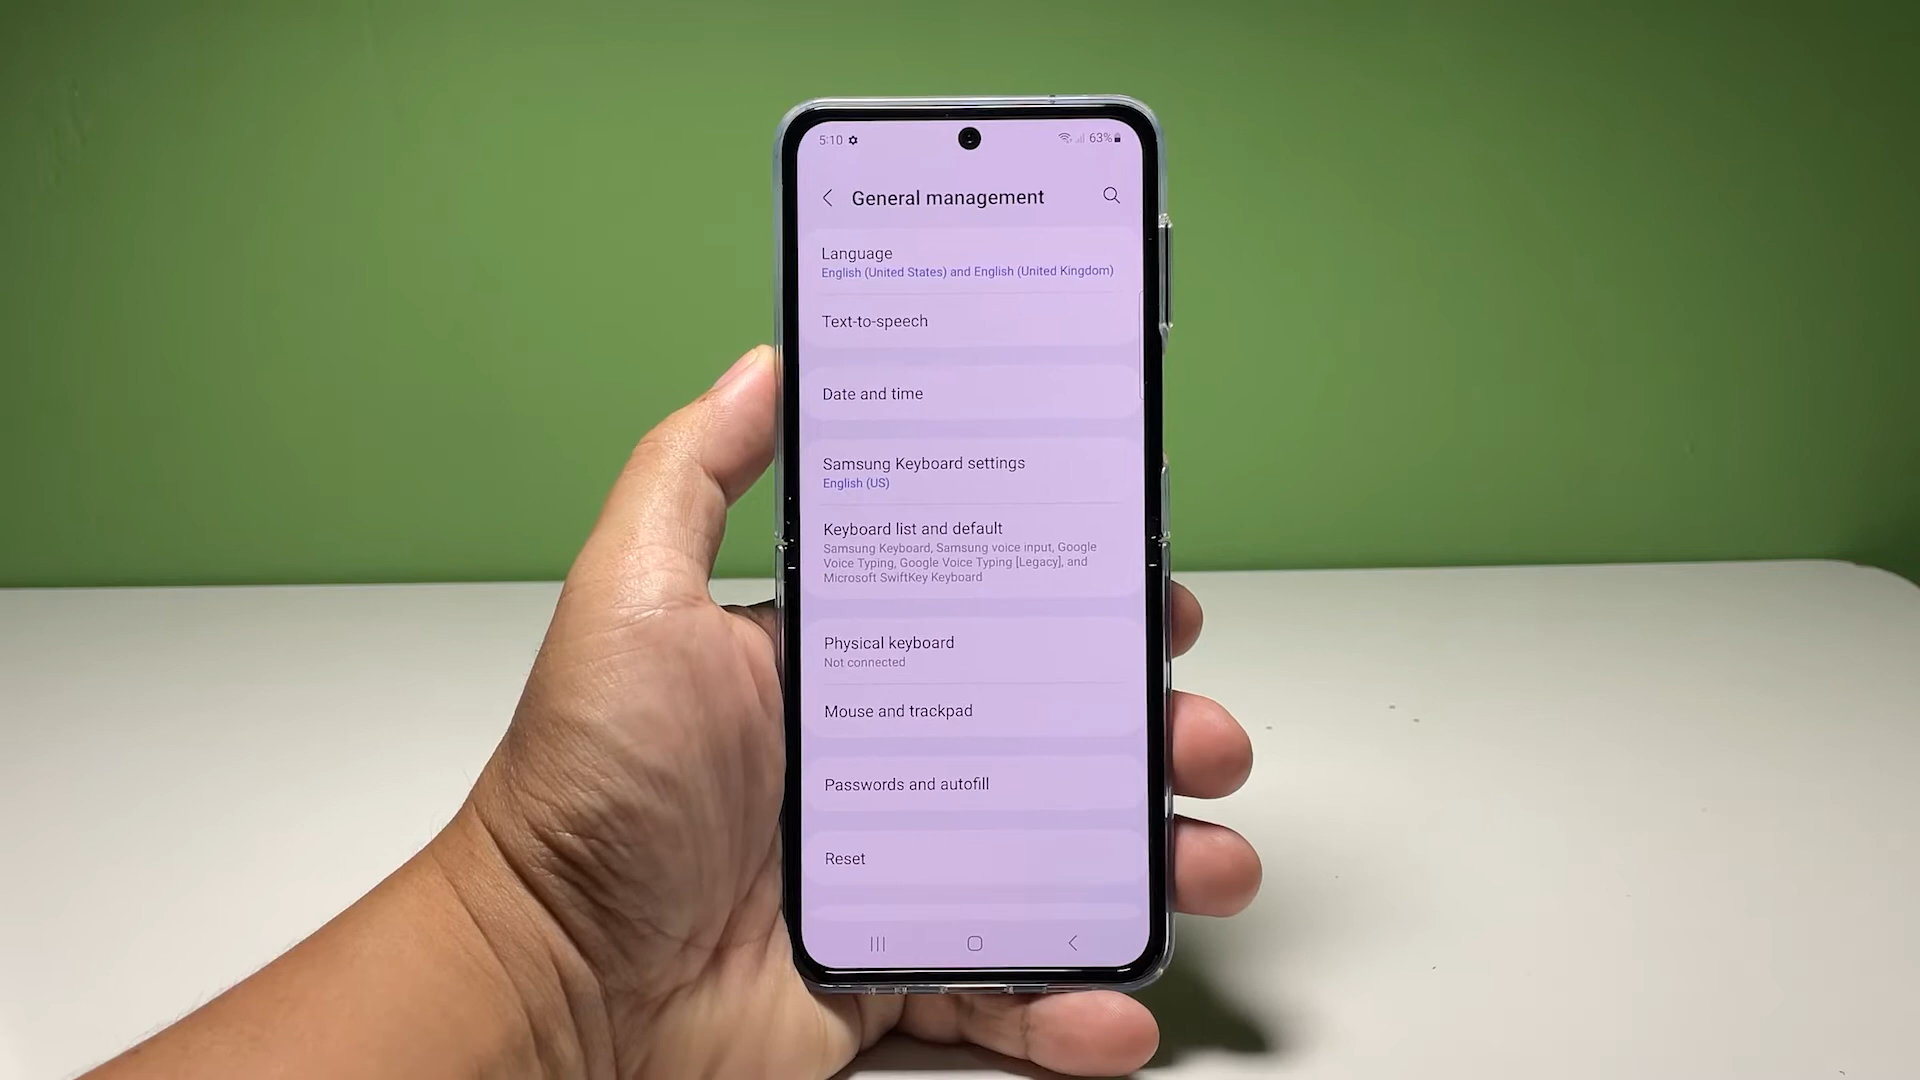 5:10
63%
General management
Language
English (United States) and English (United Kingdom)
Text-to-speech
Date and time
Samsung Keyboard settings
English (US)
Keyboard list and default
Samsung Keyboard, Samsung voice input, Google
Voice Typing, Google Voice Typing [Legacy], and
Microsoft SwiftKey Keyboard
Physical keyboard
Not connected
Mouse and trackpad
Passwords and autofill
Reset